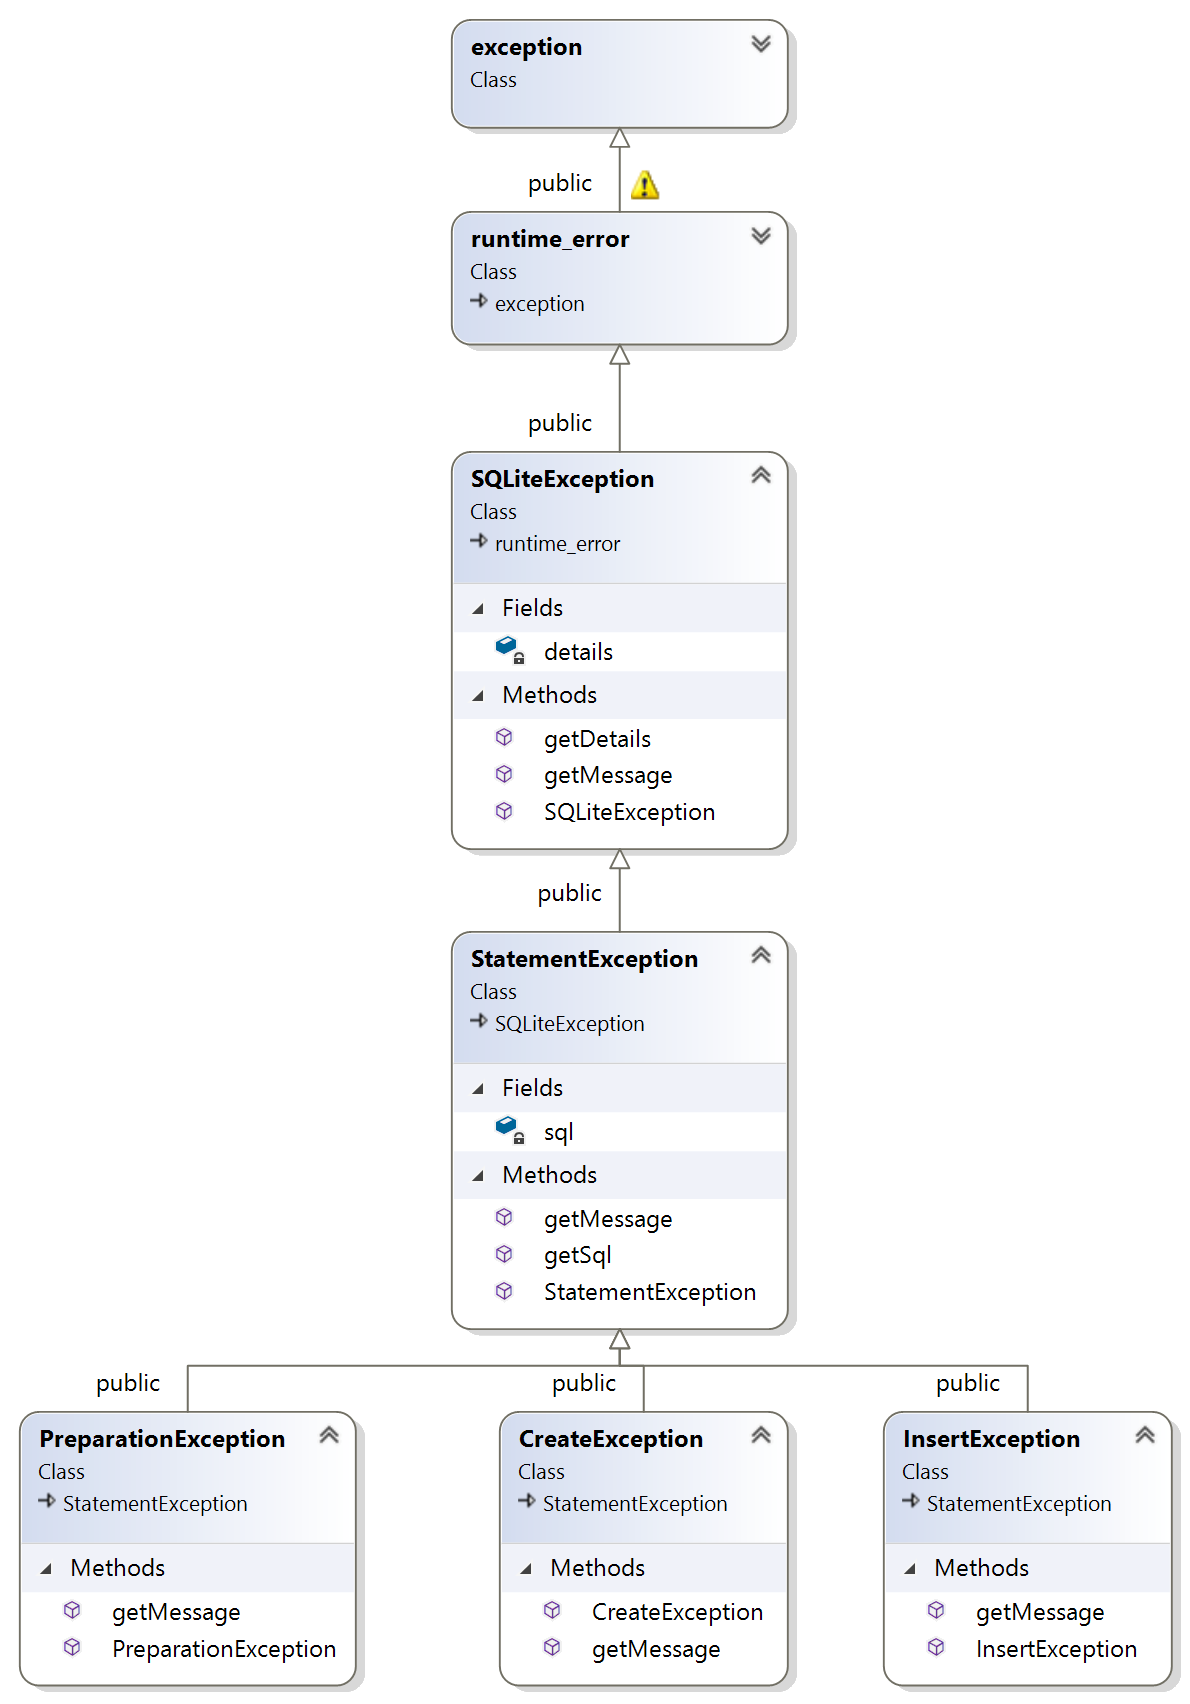 exception
Class
public
runtime_error
Class
exception
public
SQLiteException
Class
runtime_error
Fields
details
Methods
getDetails
getMessage
SQLiteException
public
StatementException
Class
SQLiteException
Fields
sql
Methods
getMessage
getSql
StatementException
public
public
public
PreparationException
Class
StatementException
Methods
getMessage
PreparationException
CreateException
Class
StatementException
Methods
CreateException
getMessage
InsertException
Class
StatementException
Methods
getMessage
InsertException